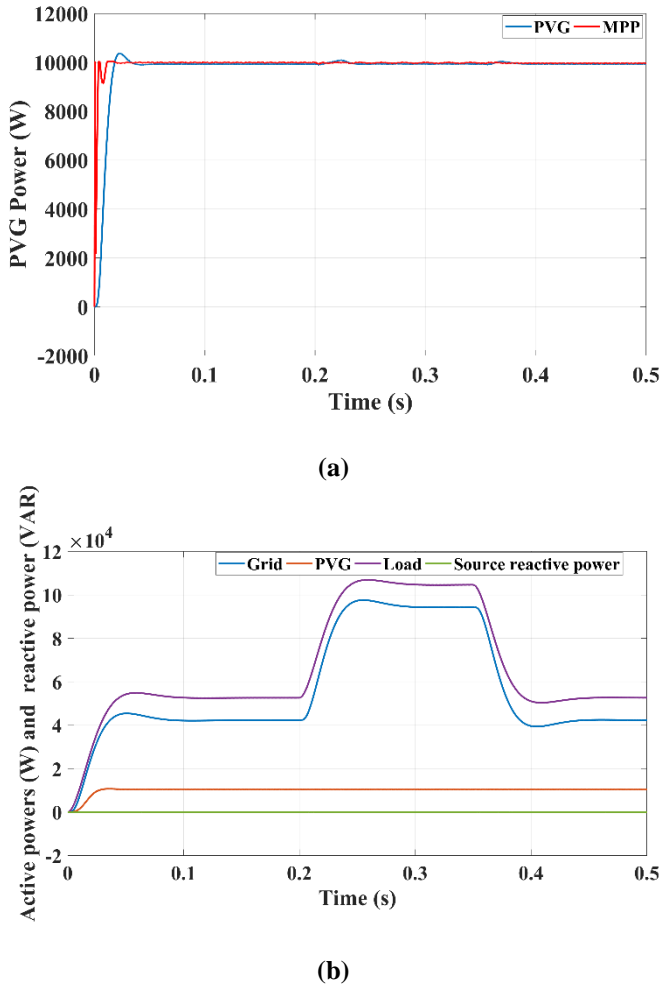 12000
PVG MPP
10000
8000
6000
4000
2000
0
-2000
PVG Power (W)
0 0.1 0.2 0.3 0.4 0.5
Time (s)
(a)
Active powers (W) and reactive power (VAR)
×10⁴
12
Grid PVG Load Source reactive power
10
8
6
4
2
0
-2
0 0.1 0.2 0.3 0.4 0.5
Time (s)
(b)